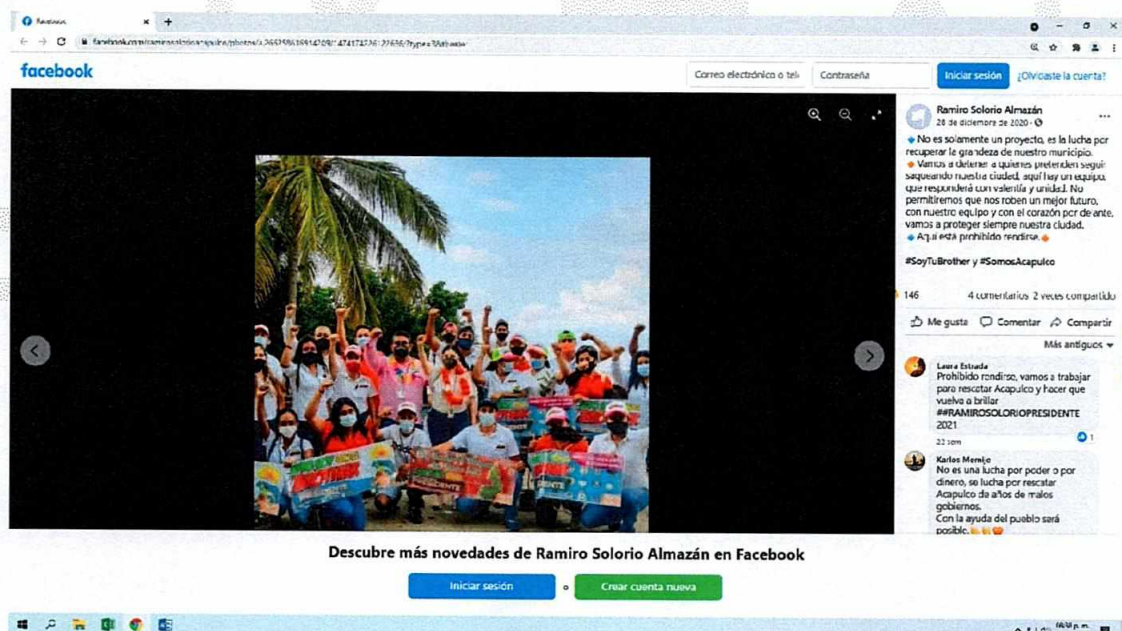 facebook
Correo electrónico o tel
Contraseña
Iniciar sesión
¿Olvidaste la cuenta?
Ramiro Solorio Almazán
28 de diciembre de 2020
No es solamente un proyecto, es la lucha por
recuperar la grandeza de nuestro municipio.
Vamos a detener a quienes pretenden seguir
saqueando nuestra ciudad, aquí hay un equipo,
que responderá con valentía y unidad. No
permitiremos que nos roben un mejor futuro,
con nuestro equipo y con el corazón por delante,
vamos a proteger siempre nuestra ciudad.
Aquí está prohibido rendirse.
#SoyTuBrother y #SomosAcapulco
146
4 comentarios 2 veces compartido
Me gusta
Comentar
Compartir
Más antiguos
Laura Estrada
Prohibido rendirse, vamos a trabajar
para rescatar Acapulco y hacer que
vuelva a brillar
##RAMIROSOLORIOPRESIDENTE
2021
22 sem
1
Karlos
No es una lucha por poder o por
dinero, se lucha por rescatar
Acapulco de años de malos
gobiernos.
Con la ayuda del pueblo será
posible.
Descubre más novedades de Ramiro Solorio Almazán en Facebook
Iniciar sesión
o
Crear cuenta nueva